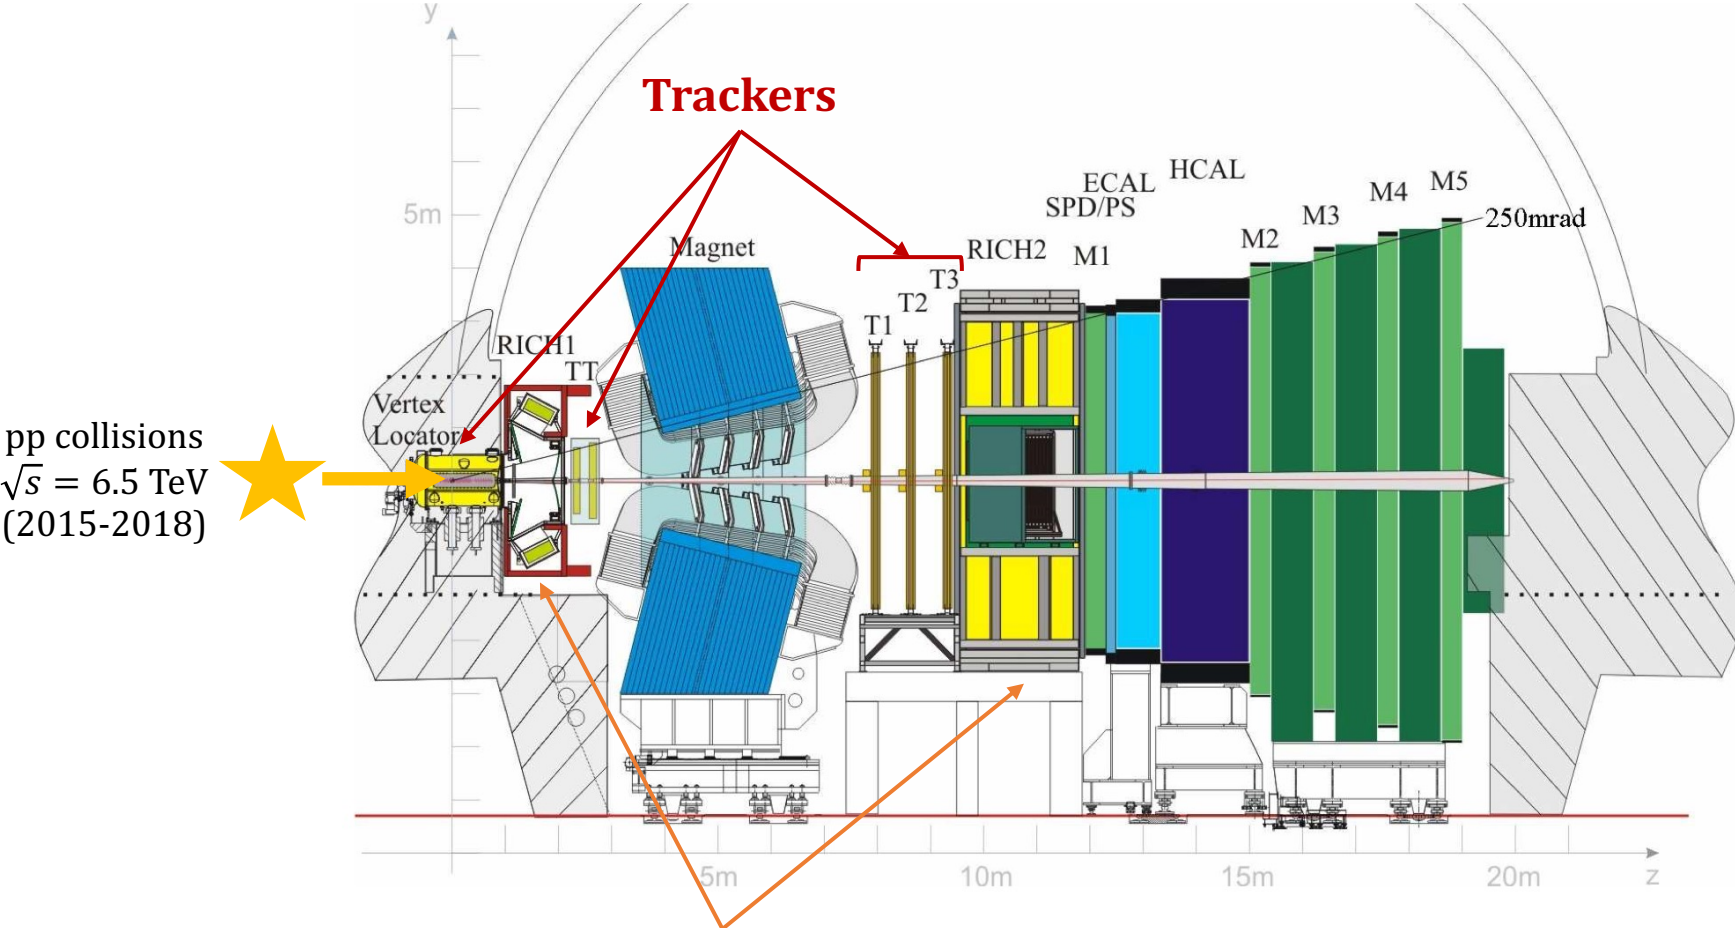 y
Trackers
HCAL
ECAL
SPD/PS
M5
M4
M3
M2
M1
250mrad
5m
Magnet
RICH2
T3
T2
T1
RICH1
TT
Vertex
Locator
pp collisions
√s = 6.5 TeV
(2015-2018)
5m
10m
15m
20m
z